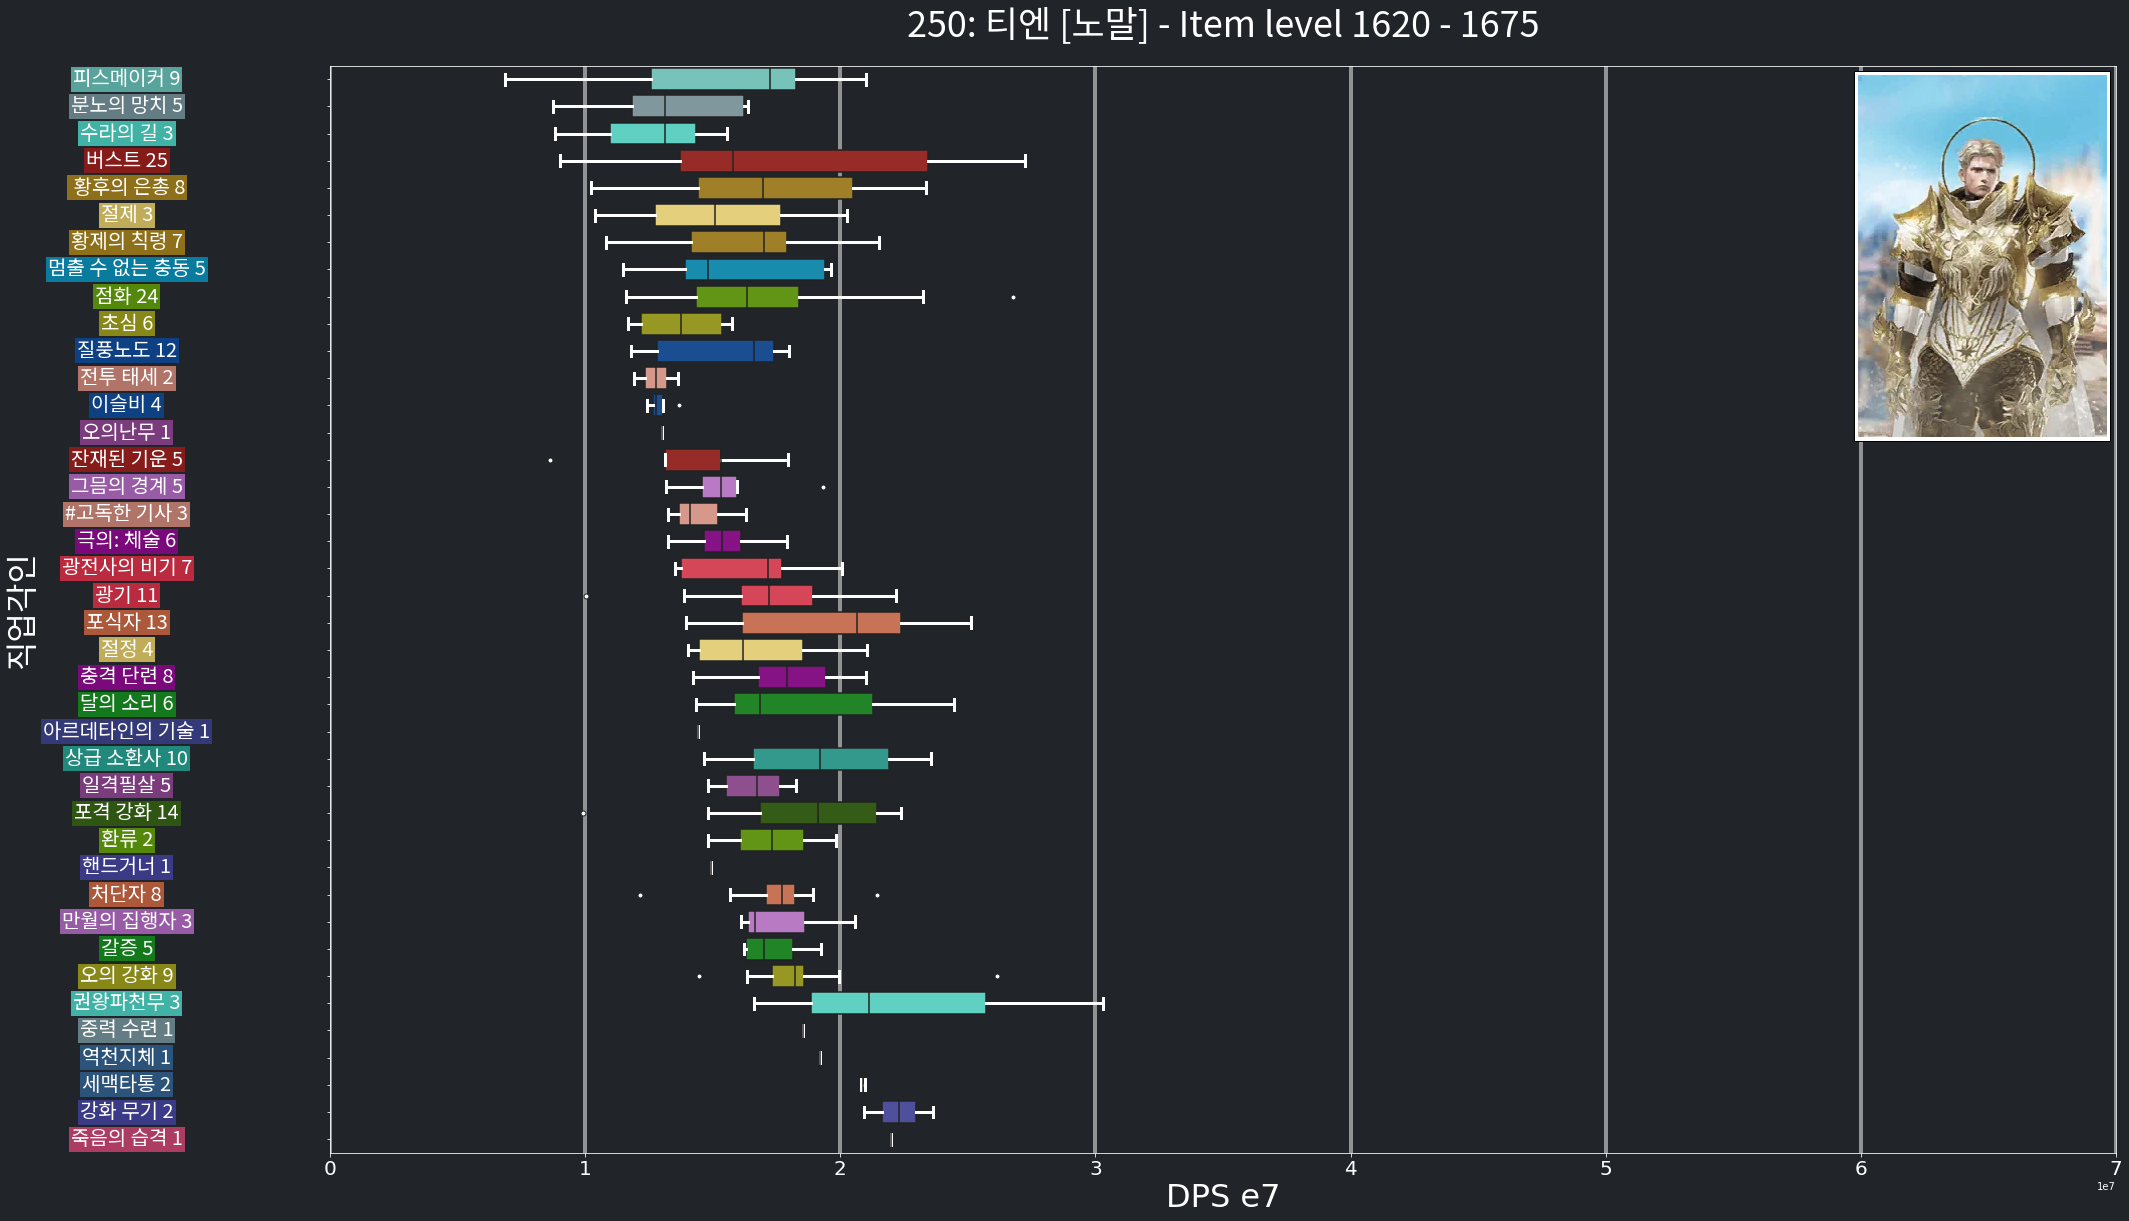 250: 티엔 [노말] - Item level 1620 - 1675
피스메이커 9
분노의 망치 5
수라의 길 3
버스트 25
황후의 은총 8
절제 3
황제의 칙령 7
멈출 수 없는 충동 5
점화 24
초심 6
질풍노도 12
전투 태세 2
이슬비 4
오의난무 1
잔재된 기운 5
그믐의 경계 5
#고독한 기사 3
극의: 체술 6
광전사의 비기 7
광기 11
포식자 13
절정 4
충격 단련 8
달의 소리 6
아르데타인의 기술 1
상급 소환사 10
일격필살 5
포격 강화 14
환류 2
핸드거너 1
처단자 8
만월의 집행자 3
갈증 5
오의 강화 9
권왕파천무 3
중력 수련 1
역천지체 1
세맥타통 2
강화 무기 2
죽음의 습격 1
직업각인
0 1 2 3 4 5 6 7
1e7
DPS e7